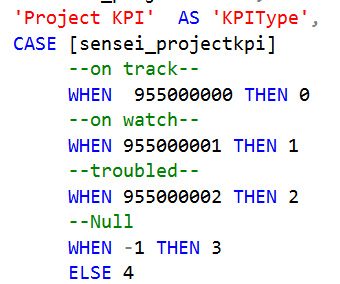 'Project KPI'  AS 'KPIType',
CASE [sensei_projectkpi]
--on track--
WHEN  955000000 THEN 0
--on watch--
WHEN 955000001 THEN 1
--troubled--
WHEN 955000002 THEN 2
--Null
WHEN -1 THEN 3
ELSE 4